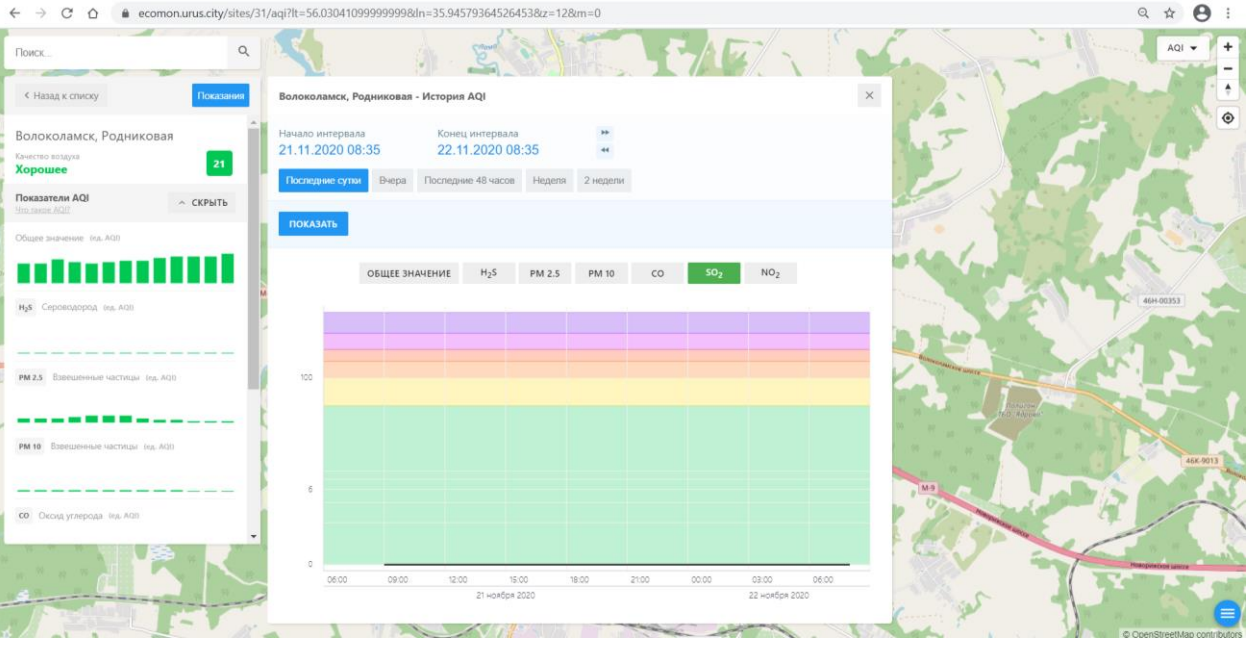 ecomon.urus.city/sites/31/aqi?lt=56.03041099999999&ln=35.94579364526453&z=12&m=0
Поиск...
AQI
Назад к списку
Показания
Волоколамск, Родниковая - История AQI
Волоколамск, Родниковая
Качество воздуха
Хорошее
21
Начало интервала
Конец интервала
21.11.2020 08:35
22.11.2020 08:35
Последние сутки
Вчера
Последние 48 часов
Неделя
2 недели
Показатели AQI
Что такое AQI?
СКРЫТЬ
ПОКАЗАТЬ
Общее значение (ед. AQI)
ОБЩЕЕ ЗНАЧЕНИЕ
H₂S
PM 2.5
PM 10
CO
SO₂
NO₂
H₂S Сероводород (ед. AQI)
PM 2.5 Взвешенные частицы (ед. AQI)
PM 10 Взвешенные частицы (ед. AQI)
CO Оксид углерода (ед. AQI)
100
6
0
06:00
09:00
12:00
15:00
18:00
21:00
00:00
03:00
06:00
21 ноября 2020
22 ноября 2020
46Н-00353
Волоколамское шоссе
Полигон
ТБО "Ядрово"
46К-9013
М-9
Новорижское шоссе
Новорижское шоссе
© OpenStreetMap contributors